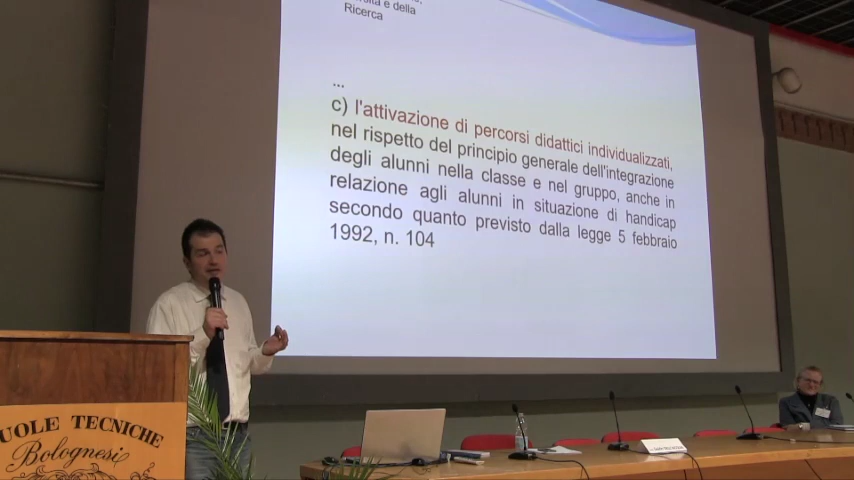 ersità e della
Ricerca
...
c) l'attivazione di percorsi didattici individualizzati,
nel rispetto del principio generale dell'integrazione
degli alunni nella classe e nel gruppo, anche in
relazione agli alunni in situazione di handicap
secondo quanto previsto dalla legge 5 febbraio
1992, n. 104
UOLE TECNICHE
Bolognesi